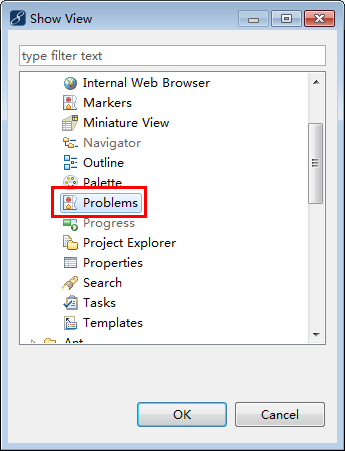 Show View
type filter text
Internal Web Browser
Markers
Miniature View
Navigator
Outline
Palette
Problems
Progress
Project Explorer
Properties
Search
Tasks
Templates
Ant
OK Cancel